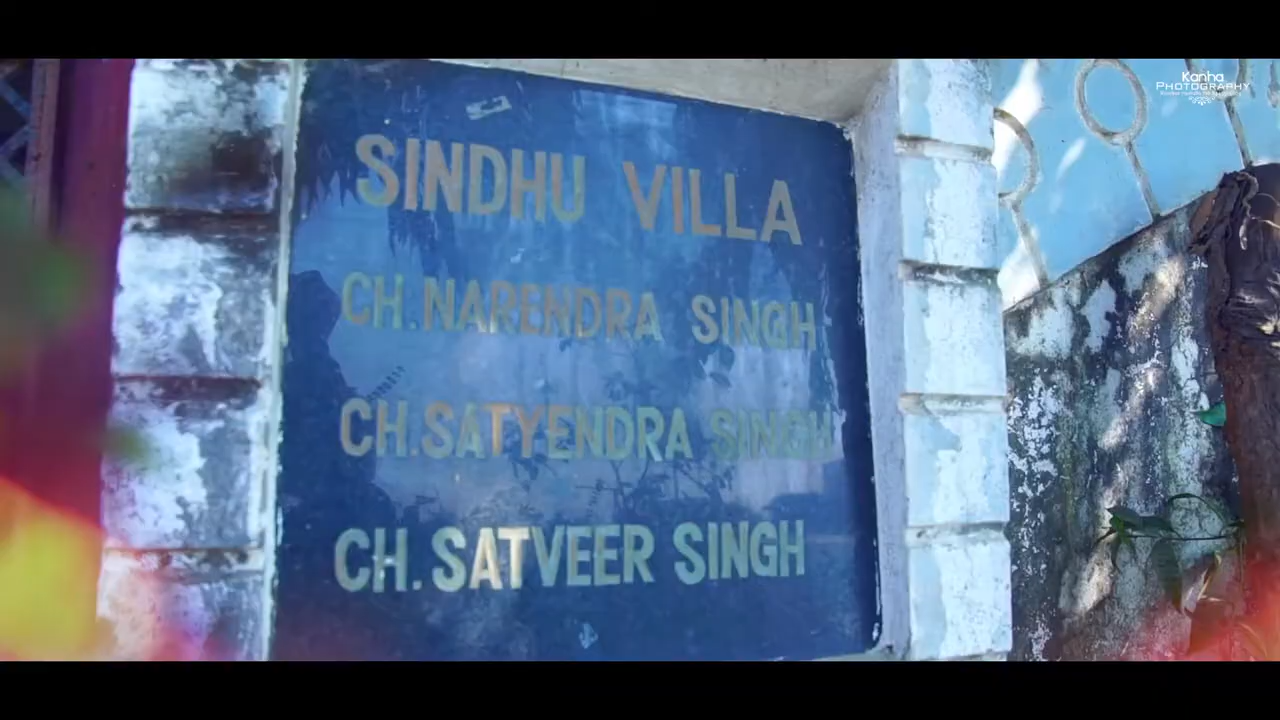 Kanha
PHOTOGRAPHY
SINDHU VILLA
CH. NARENDRA SINGH
CH. SATYENDRA SINGH
CH. SATVEER SINGH